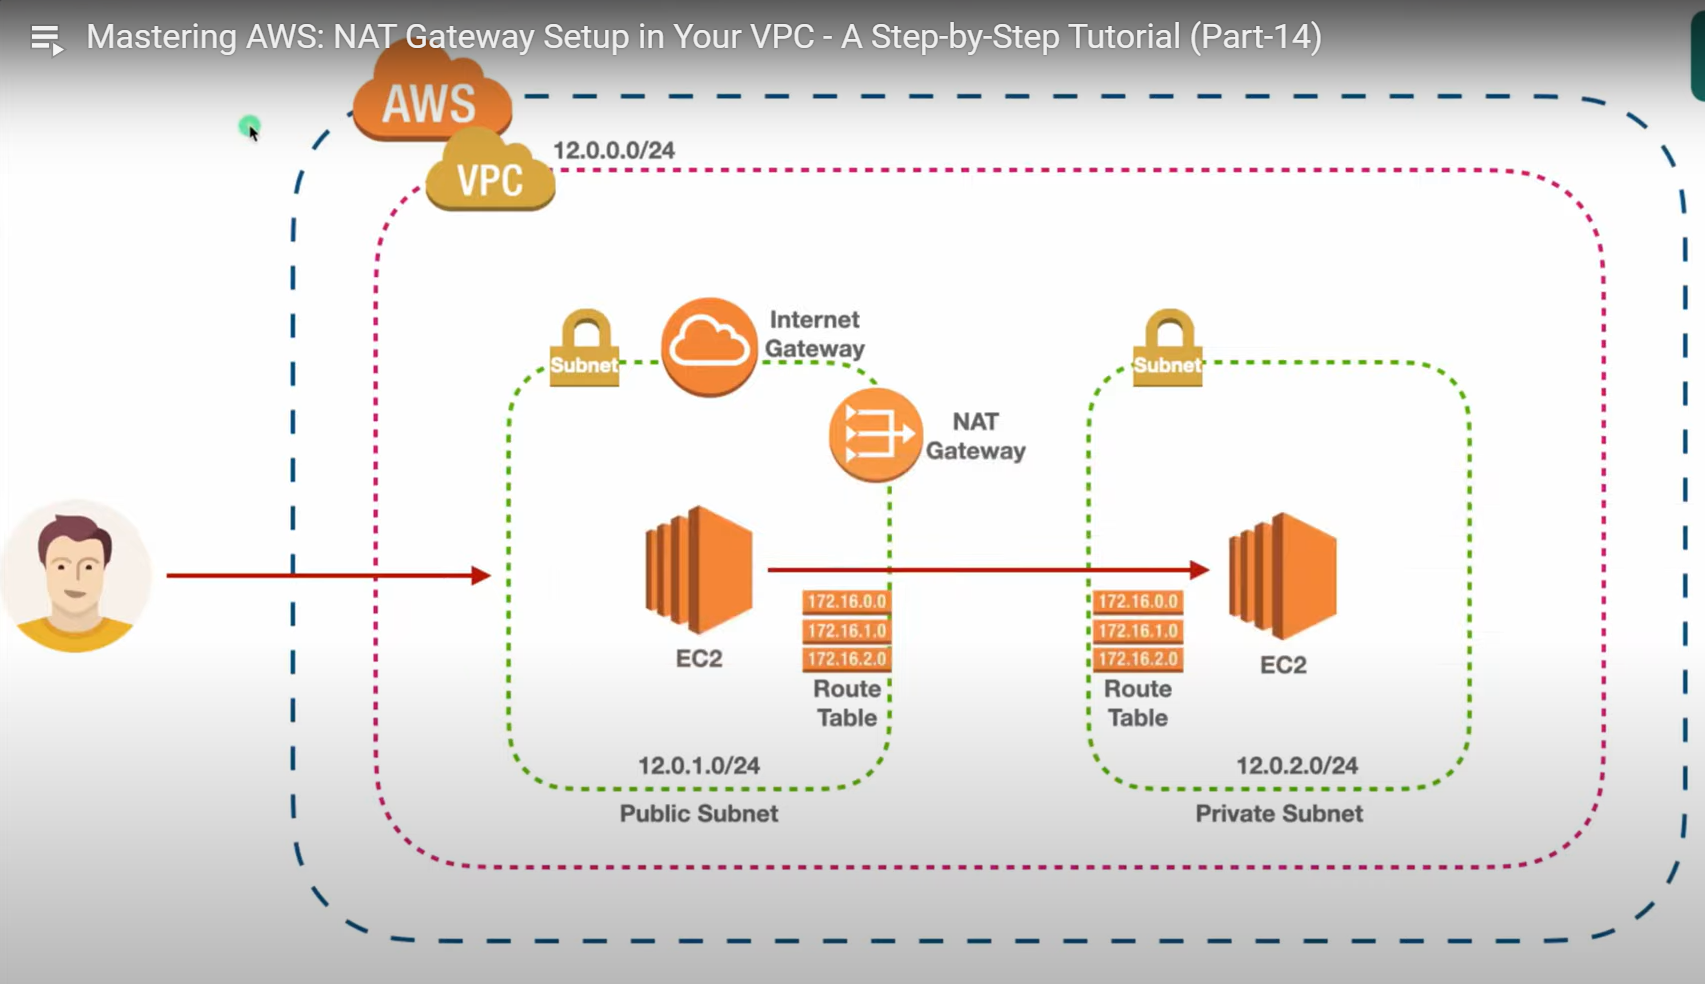 Mastering AWS: NAT Gateway Setup in Your VPC - A Step-by-Step Tutorial (Part-14)
AWS
VPC
12.0.0.0/24
Subnet
Internet
Gateway
NAT
Gateway
EC2
172.16.0.0
172.16.1.0
172.16.2.0
Route
Table
12.0.1.0/24
Public Subnet
Subnet
172.16.0.0
172.16.1.0
172.16.2.0
Route
Table
EC2
12.0.2.0/24
Private Subnet